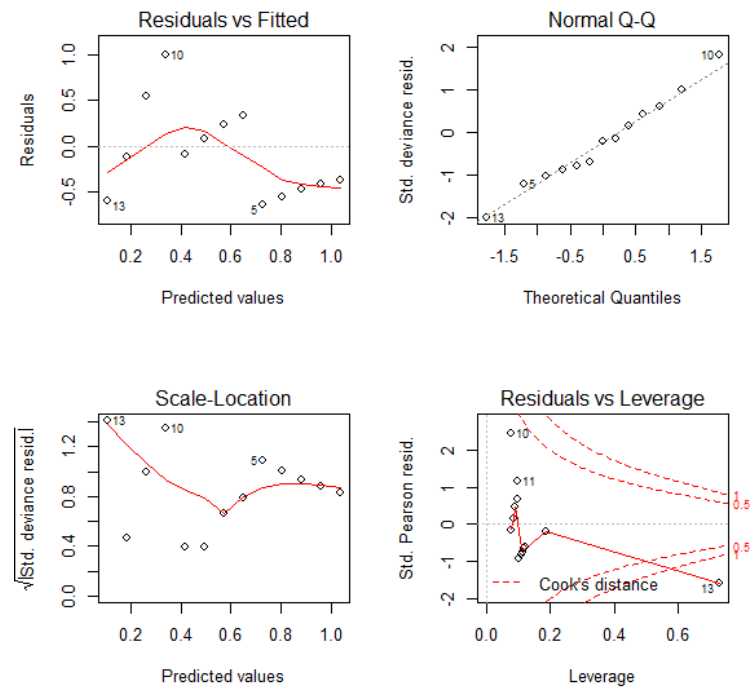 Residuals vs Fitted
Residuals
1.0
0.5
0.0
-0.5
10
13
5
0.2 0.4 0.6 0.8 1.0
Predicted values
Normal Q-Q
Std. deviance resid.
2
1
0
-1
-2
10
5
13
-1.5 -0.5 0.5 1.5
Theoretical Quantiles
Scale-Location
√|Std. deviance resid.|
1.2
0.8
0.4
0.0
13
10
5
0.2 0.4 0.6 0.8 1.0
Predicted values
Residuals vs Leverage
Std. Pearson resid.
2
1
0
-1
-2
10
11
13
1
0.5
0.5
1
Cook's distance
0.0 0.2 0.4 0.6
Leverage